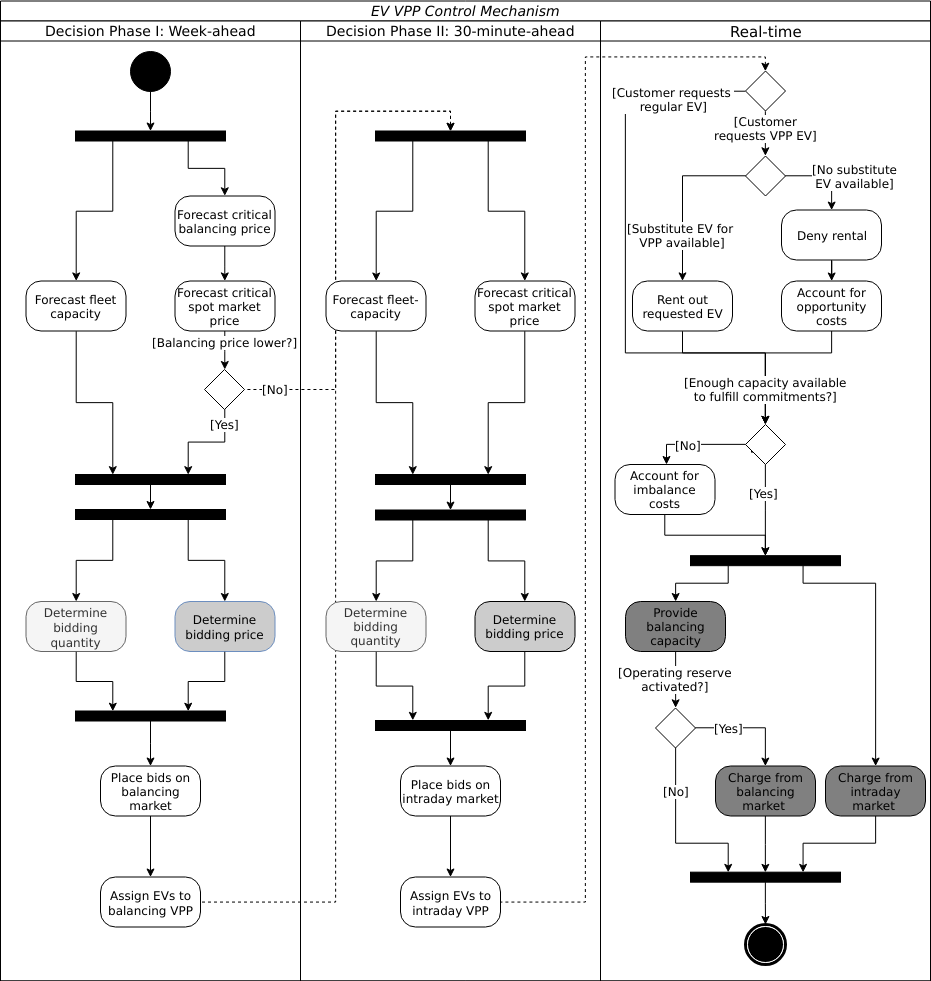 EV VPP Control Mechanism
Decision Phase I: Week-ahead
Forecast critical
balancing price
Forecast fleet
capacity
Forecast critical
spot market
price
[Balancing price lower?]
[No]
[Yes]
Determine
bidding
quantity
Determine
bidding price
Place bids on
balancing
market
Assign EVs to
balancing VPP
Decision Phase II: 30-minute-ahead
Forecast fleet-
capacity
Forecast critical
spot market
price
Determine
bidding
quantity
Determine
bidding price
Place bids on
intraday market
Assign EVs to
intraday VPP
Real-time
[Customer requests
regular EV]
[Customer
requests VPP EV]
[No substitute
EV available]
[Substitute EV for
VPP available]
Deny rental
Rent out
requested EV
Account for
opportunity
costs
[Enough capacity available
to fulfill commitments?]
[No]
Account for
imbalance
costs
[Yes]
Provide
balancing
capacity
[Operating reserve
activated?]
[Yes]
[No]
Charge from
balancing
market
Charge from
intraday
market